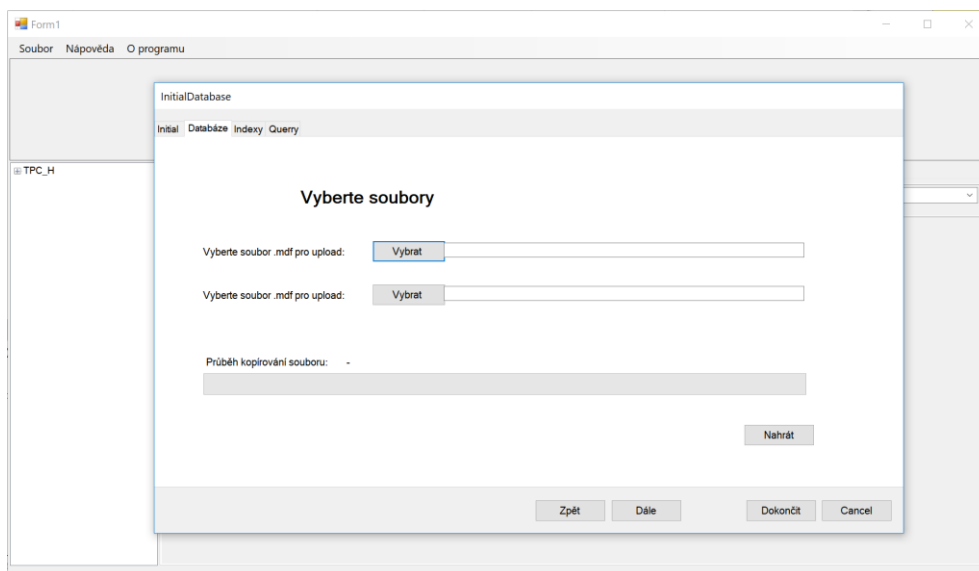 Form1
Soubor Nápověda O programu
InitialDatabase
Initial Databáze Indexy Querry
TPC_H
Vyberte soubory
Vyberte soubor .mdf pro upload: Vybrat
Vyberte soubor .mdf pro upload: Vybrat
Průběh kopírování souboru: -
Nahrát
Zpět Dále Dokončit Cancel